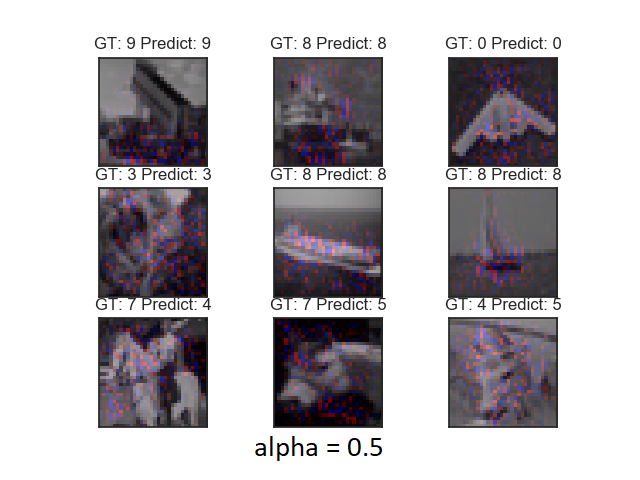 GT: 9 Predict: 9 GT: 8 Predict: 8 GT: 0 Predict: 0
GT: 3 Predict: 3 GT: 8 Predict: 8 GT: 8 Predict: 8
GT: 7 Predict: 4 GT: 7 Predict: 5 GT: 4 Predict: 5
alpha = 0.5